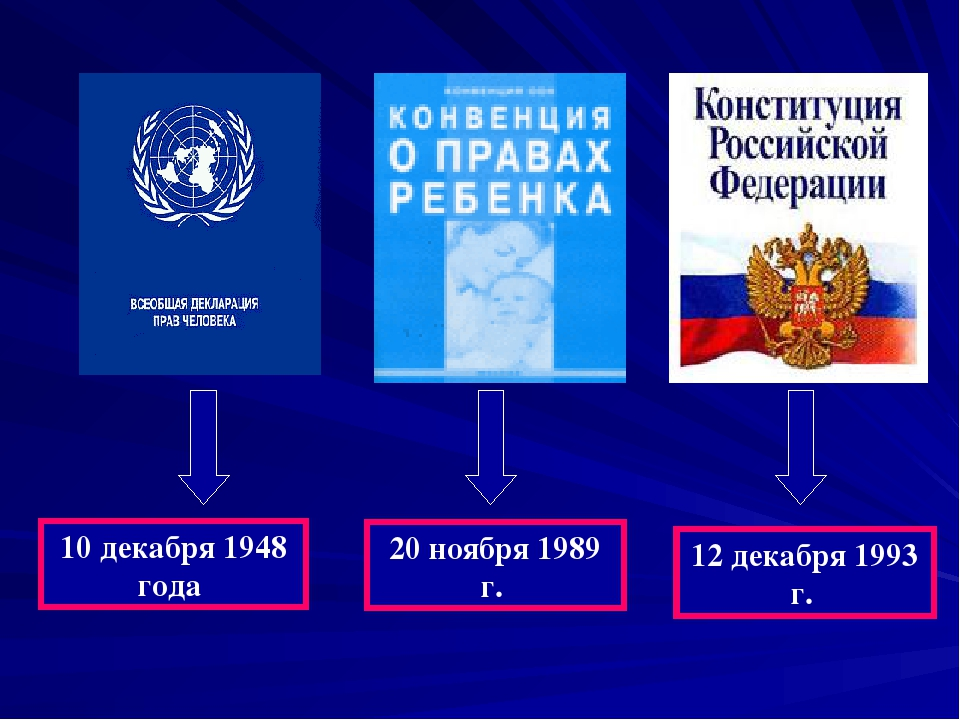 ВСЕОБЩАЯ ДЕКЛАРАЦИЯ
ПРАВ ЧЕЛОВЕКА
КОНВЕНЦИЯ ООН
КОНВЕНЦИЯ
О ПРАВАХ
РЕБЕНКА
МОСКВА
Конституция
Российской
Федерации
10 декабря 1948
года
20 ноября 1989
г.
12 декабря 1993
г.